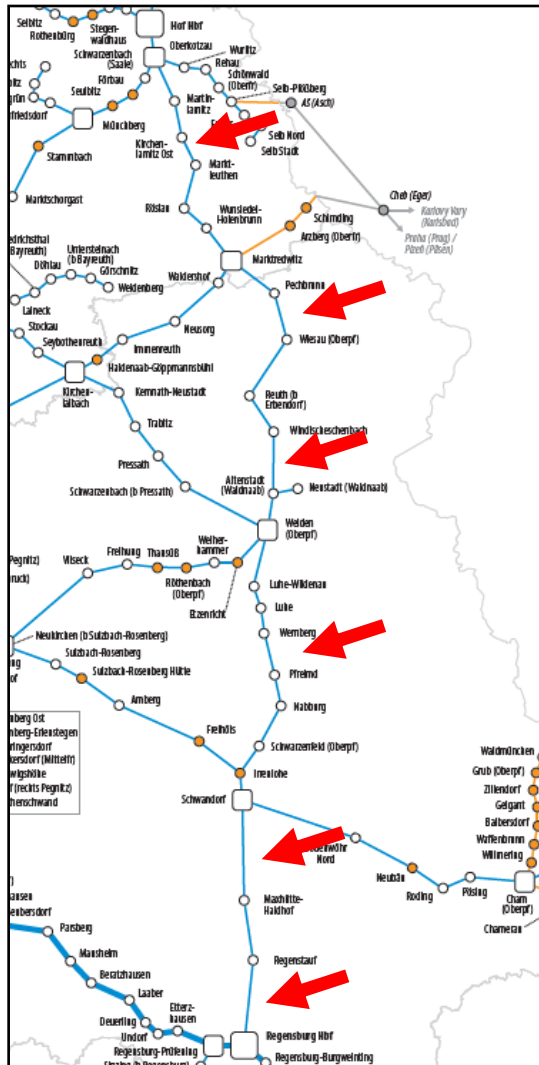 Selbitz
Rothenbürg
Stegen-
waldhaus
Schwarzenbach
(Saale)
Hof Hbf
Oberkotzau
Wurlitz
Rehau
Schönwald
(Oberfr)
Selb-Plößberg
AS (Asch)
Martin-
lamitz
Selb Nord
Selb Stadt
Förbau
Seulbitz
Münchberg
Stammbach
Marktschorgast
Kirchen-
lamitz Ost
Markt-
leuthen
Röslau
Wunsiedel-
Holenbrunn
Schirnding
Arzberg (Oberfr)
Cheb (Eger)
Karlovy Vary
(Karlsbad)
Praha (Prag) /
Plzeň (Pilsen)
Marktredwitz
Untersteinach
(b Bayreuth)
Döhlau
Görschnitz
Weidenberg
Laineck
Stockau
Seybothenreuth
Waldershof
Neusorg
Immenreuth
Haidenaab-Göppmannsbühl
Kirchen-
laibach
Kemnath-Neustadt
Trabitz
Pressath
Schwarzenbach (b Pressath)
Pechbrunn
Wiesau (Oberpf)
Reuth (b
Erbendorf)
Windischeschenbach
Altenstadt
(Waldnaab)
Neustadt (Waldnaab)
Weiden
(Oberpf)
Vilseck
Freihung
Thansüß
Röthenbach
(Oberpf)
Weiher-
hammer
Etzenricht
Neukirchen (b Sulzbach-Rosenberg)
Sulzbach-Rosenberg
Sulzbach-Rosenberg Hütte
Amberg
Freihöls
Irrenlohe
Luhe-Wildenau
Luhe
Wernberg
Pfreimd
Nabburg
Schwarzenfeld (Oberpf)
Schwandorf
Nord
Neubäu
Roding
Pösing
Cham
(Oberpf)
Chamerau
Waldmünchen
Grub (Oberpf)
Zillendorf
Geigant
Balbersdorf
Waffenbrunn
Willmering
Maxhütte-
Haidhof
Regenstauf
Parsberg
Mausheim
Beratzhausen
Laaber
Deuerling
Undorf
Etterz-
hausen
Regensburg-Prüfening
Regensburg Hbf
Regensburg-Burgweinting